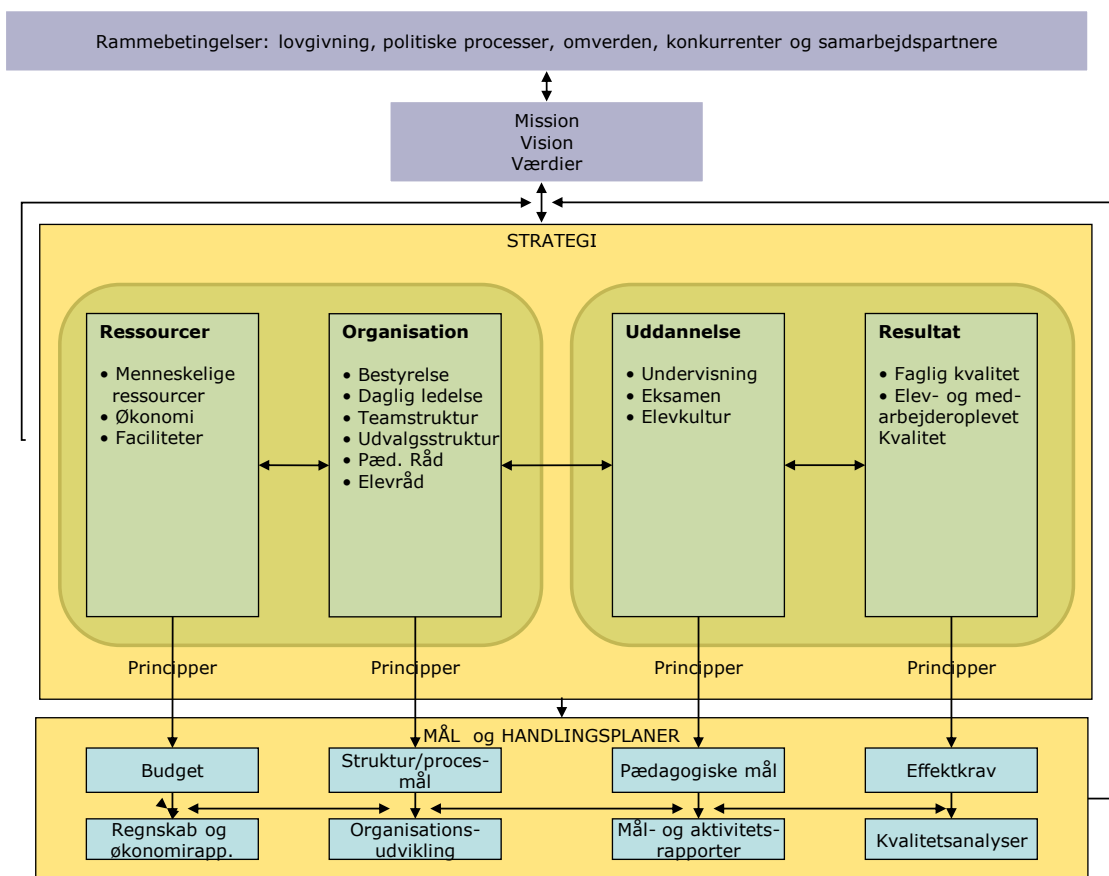 Rammebetingelser: lovgivning, politiske processer, omverden, konkurrenter og samarbejdspartnere
Mission
Vision
Værdier
STRATEGI
Ressourcer
• Menneskelige
ressourcer
• Økonomi
• Faciliteter
Organisation
• Bestyrelse
• Daglig ledelse
• Teamstruktur
• Udvalgsstruktur
• Pæd. Råd
• Elevråd
Uddannelse
• Undervisning
• Eksamen
• Elevkultur
Resultat
• Faglig kvalitet
• Elev- og med-
arbejderoplevet
Kvalitet
Principper
Principper
Principper
Principper
MÅL og HANDLINGSPLANER
Budget
Struktur/proces-
mål
Pædagogiske mål
Effektkrav
Regnskab og
økonomirapp.
Organisations-
udvikling
Mål- og aktivitets-
rapporter
Kvalitetsanalyser